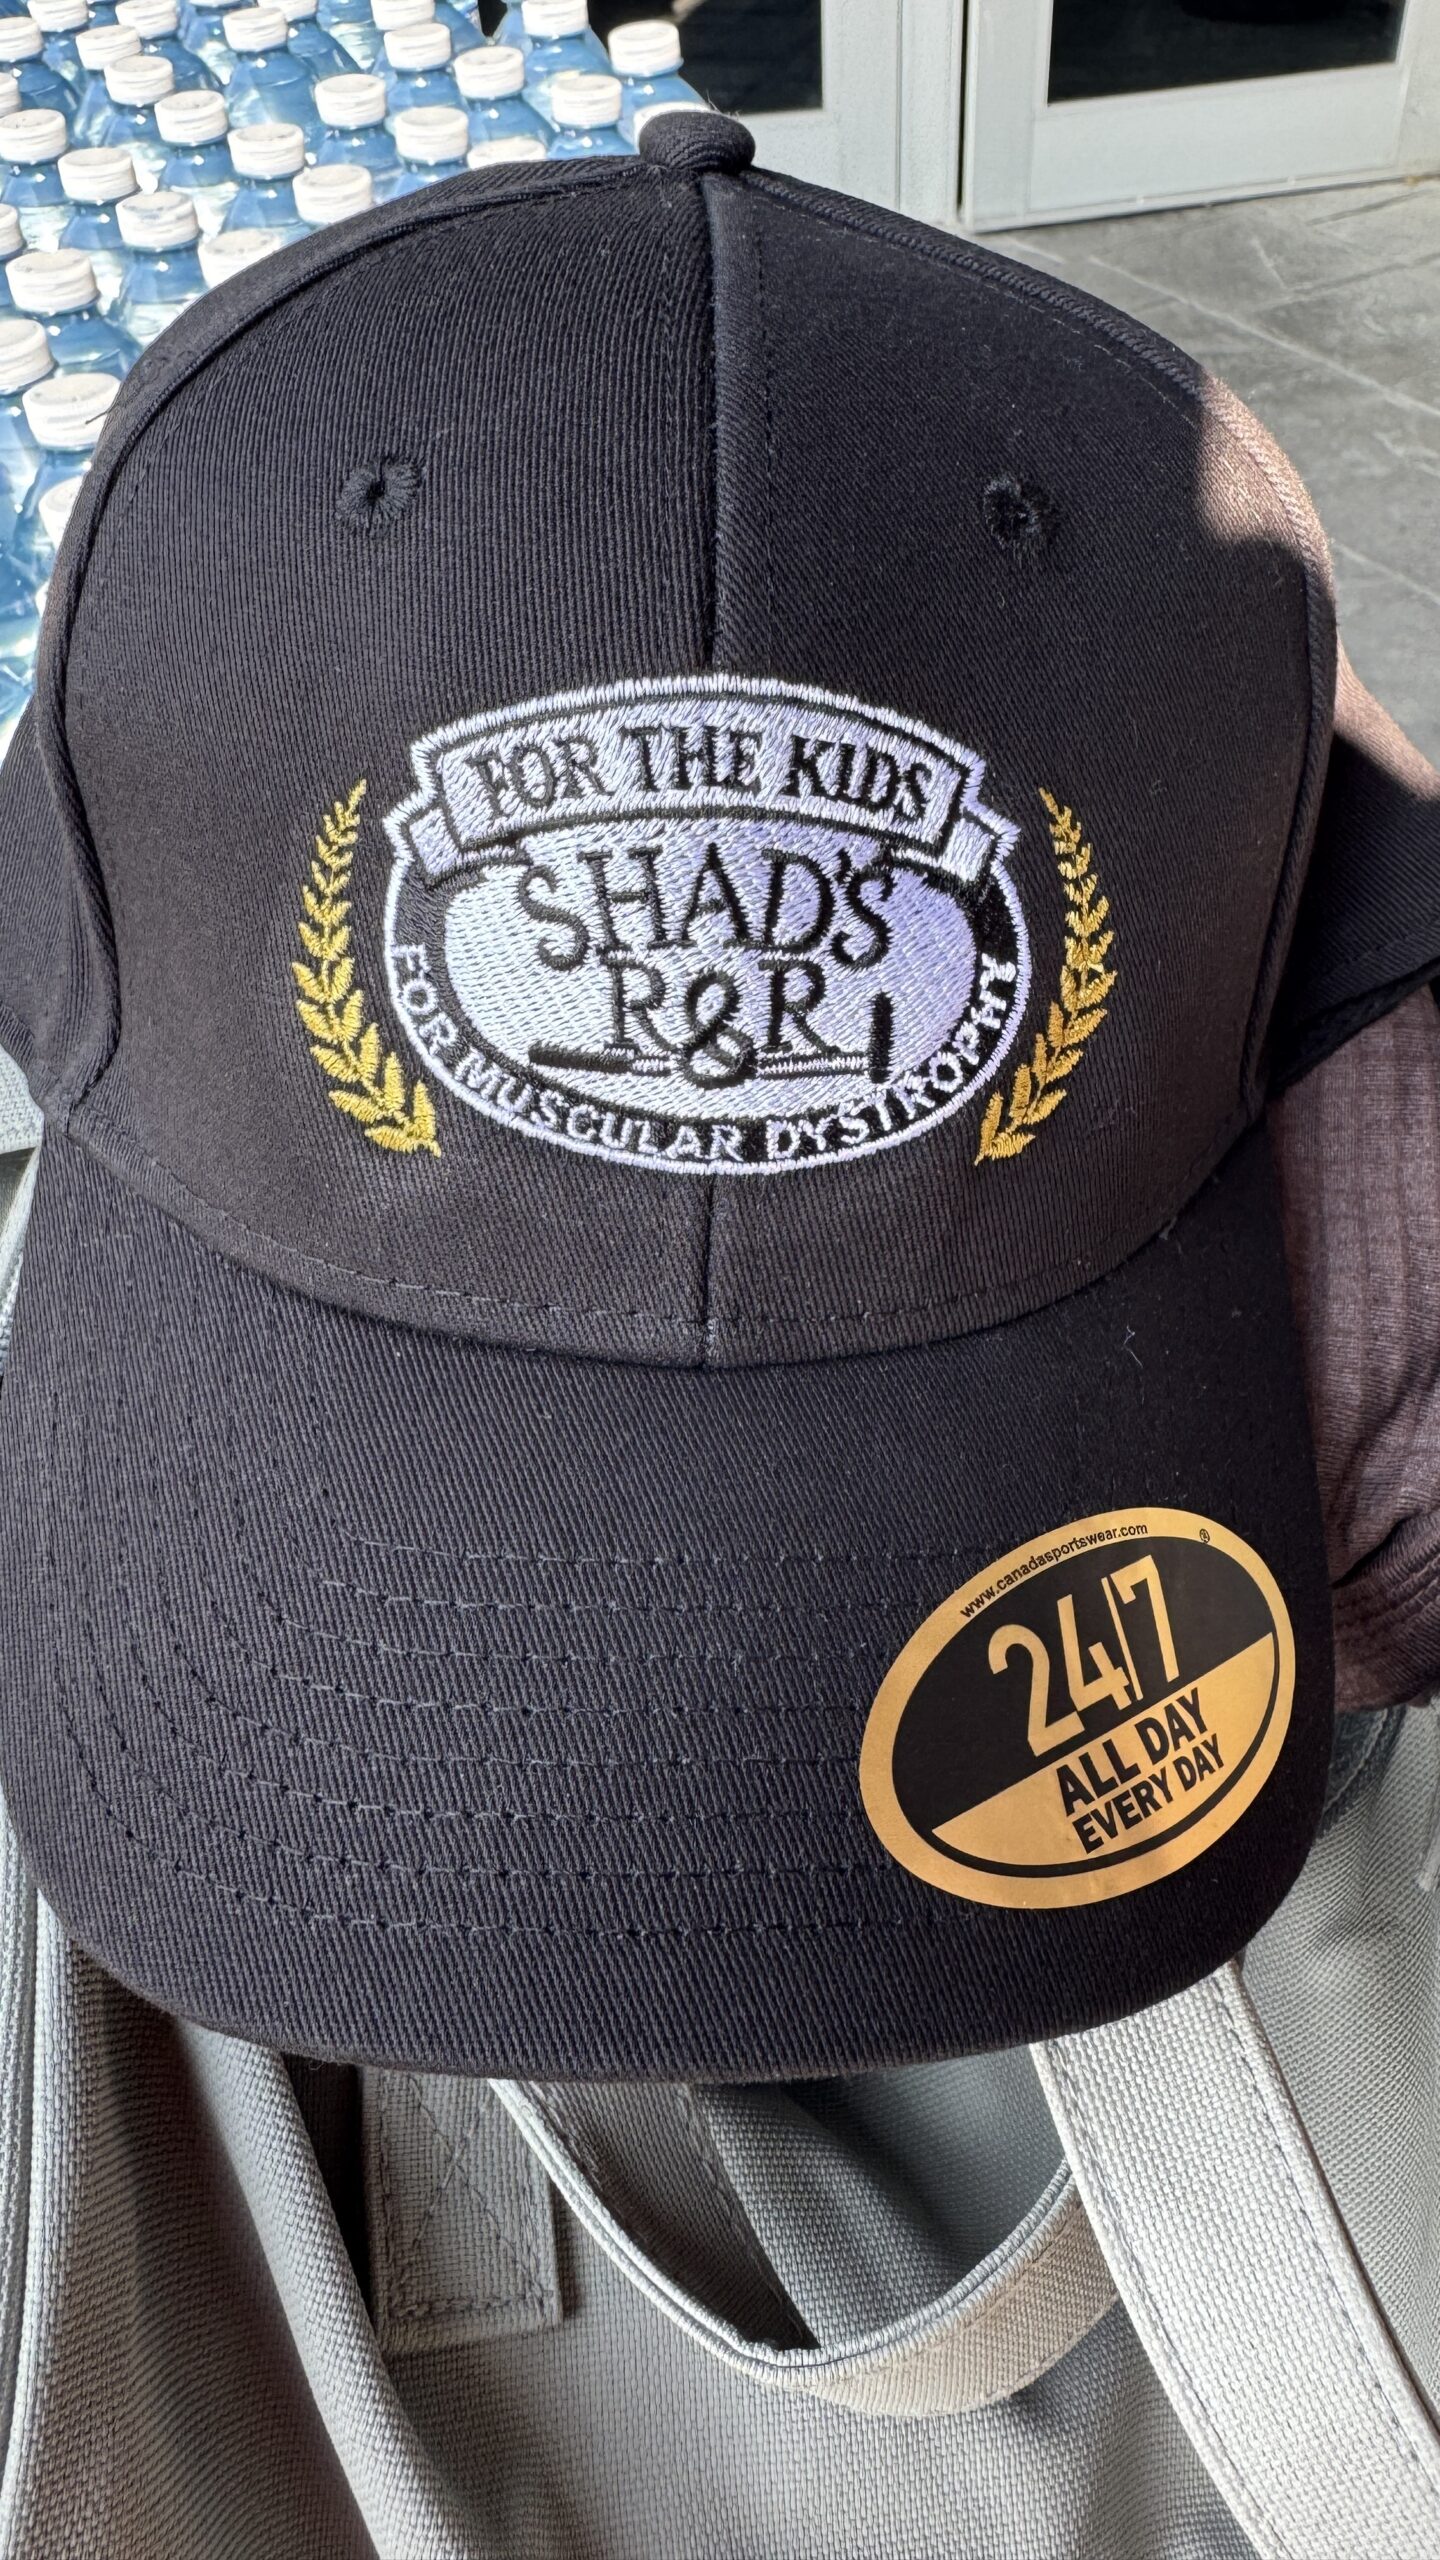 FOR THE KIDS
SHAD'S
R&R
FOR MUSCULAR DYSTROPHY
www.canadasportswear.com ®
24/7
ALL DAY
EVERY DAY